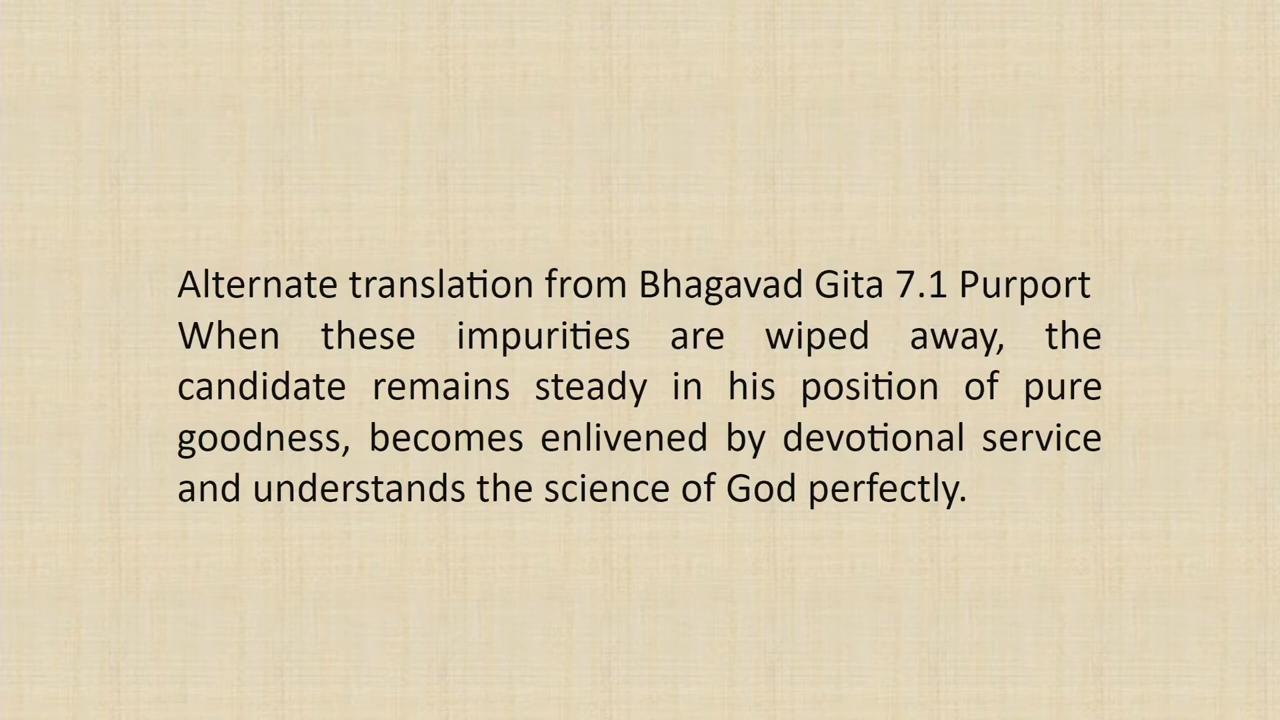 Alternate translation from Bhagavad Gita 7.1 Purport
When these impurities are wiped away, the
candidate remains steady in his position of pure
goodness, becomes enlivened by devotional service
and understands the science of God perfectly.